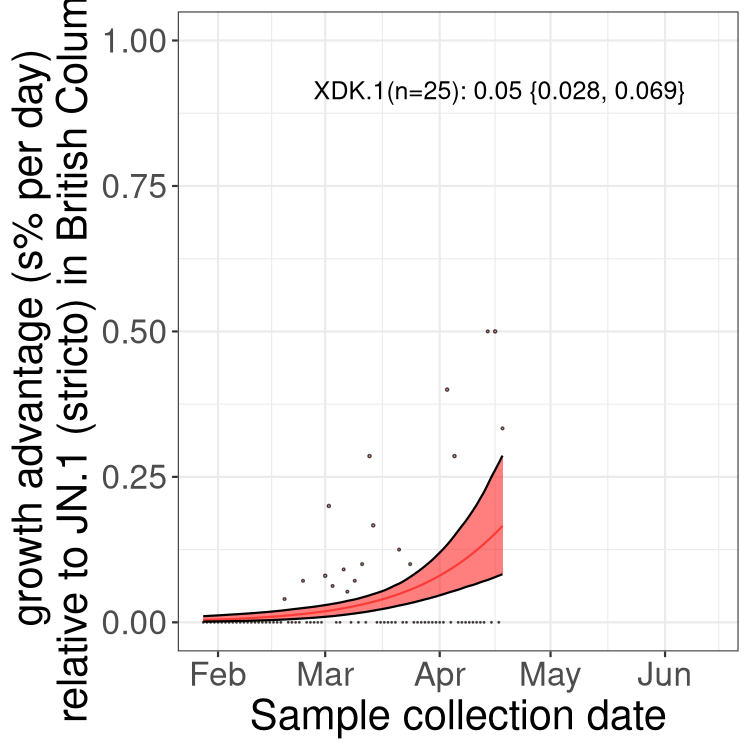 growth advantage (s% per day)
relative to JN.1 (stricto) in British Colum
1.00
0.75
0.50
0.25
0.00
XDK.1(n=25): 0.05 {0.028, 0.069}
Feb Mar Apr May Jun
Sample collection date